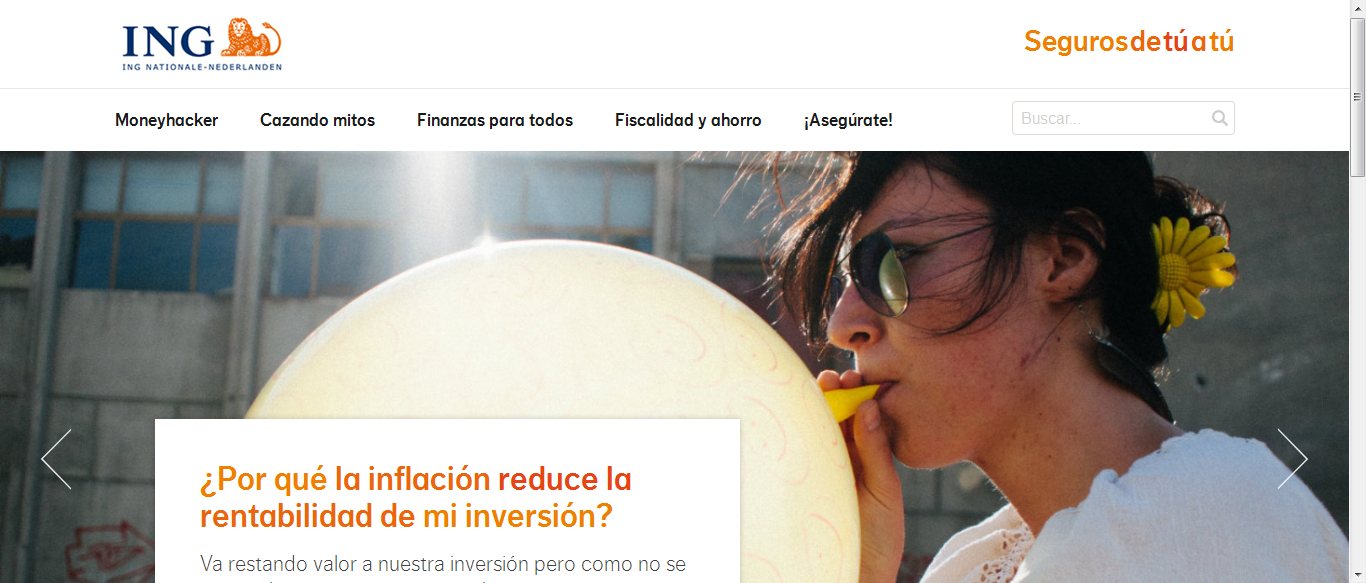 ING
ING NATIONALE-NEDERLANDEN
Segurosdetúatú
Moneyhacker
Cazando mitos
Finanzas para todos
Fiscalidad y ahorro
¡Asegúrate!
Buscar...
¿Por qué la inflación reduce la
rentabilidad de mi inversión?
Va restando valor a nuestra inversión pero como no se